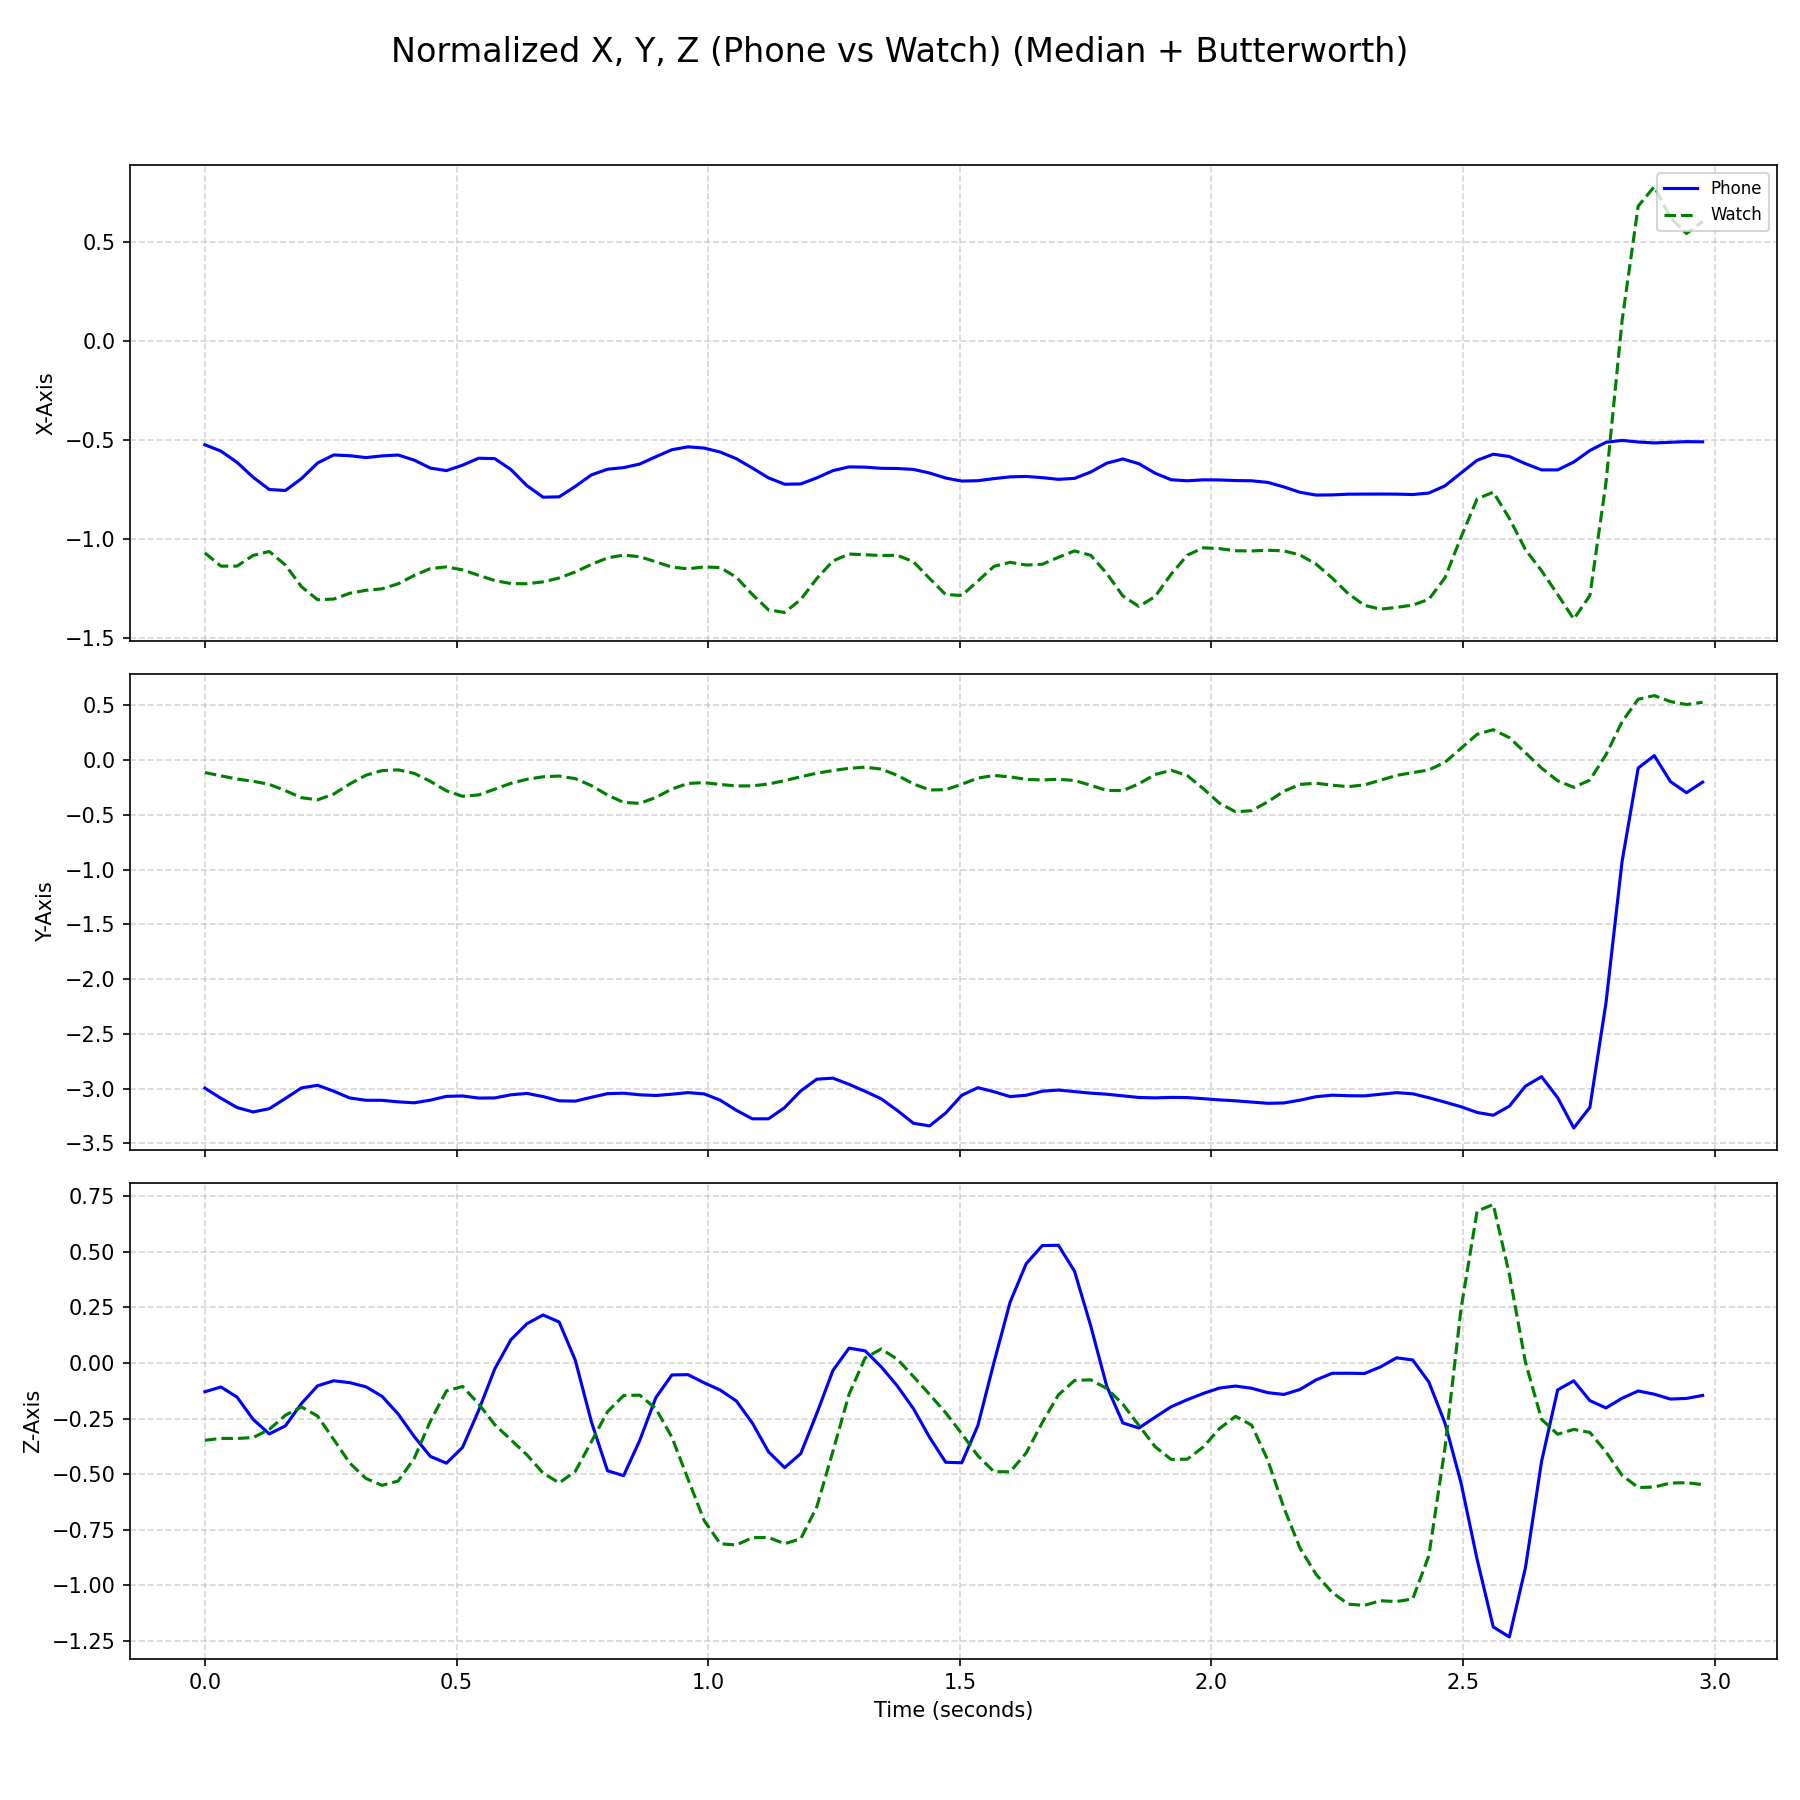 Normalized X, Y, Z (Phone vs Watch) (Median + Butterworth)
Phone
Watch
0.5
0.0
−0.5
−1.0
−1.5
X-Axis
0.5
0.0
−0.5
−1.0
−1.5
−2.0
−2.5
−3.0
−3.5
Y-Axis
0.75
0.50
0.25
0.00
−0.25
−0.50
−0.75
−1.00
−1.25
Z-Axis
0.0 0.5 1.0 1.5 2.0 2.5 3.0
Time (seconds)